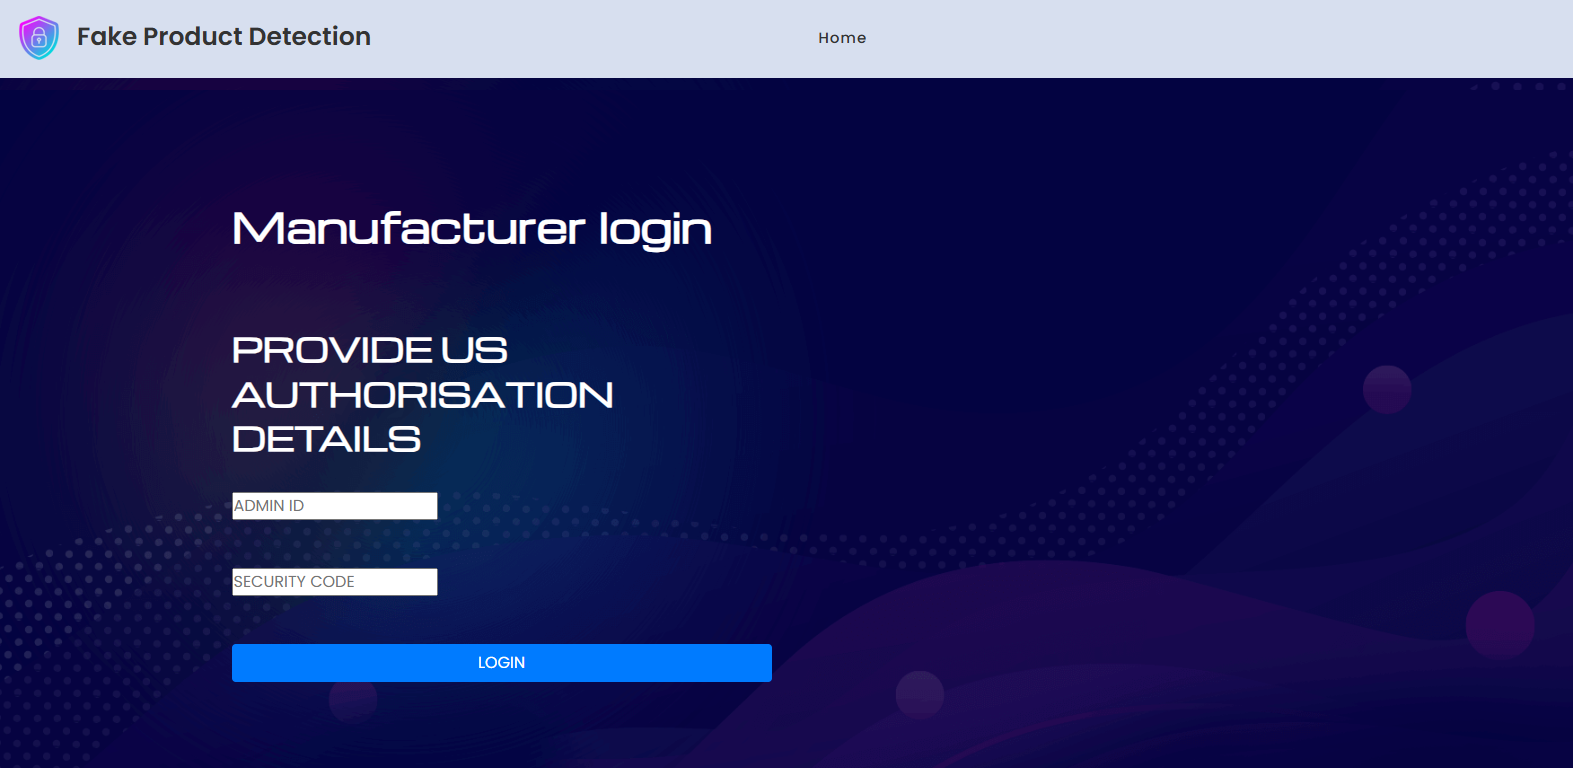 Fake Product Detection
Home
Manufacturer login
PROVIDE US
AUTHORISATION
DETAILS
ADMIN ID
SECURITY CODE
LOGIN